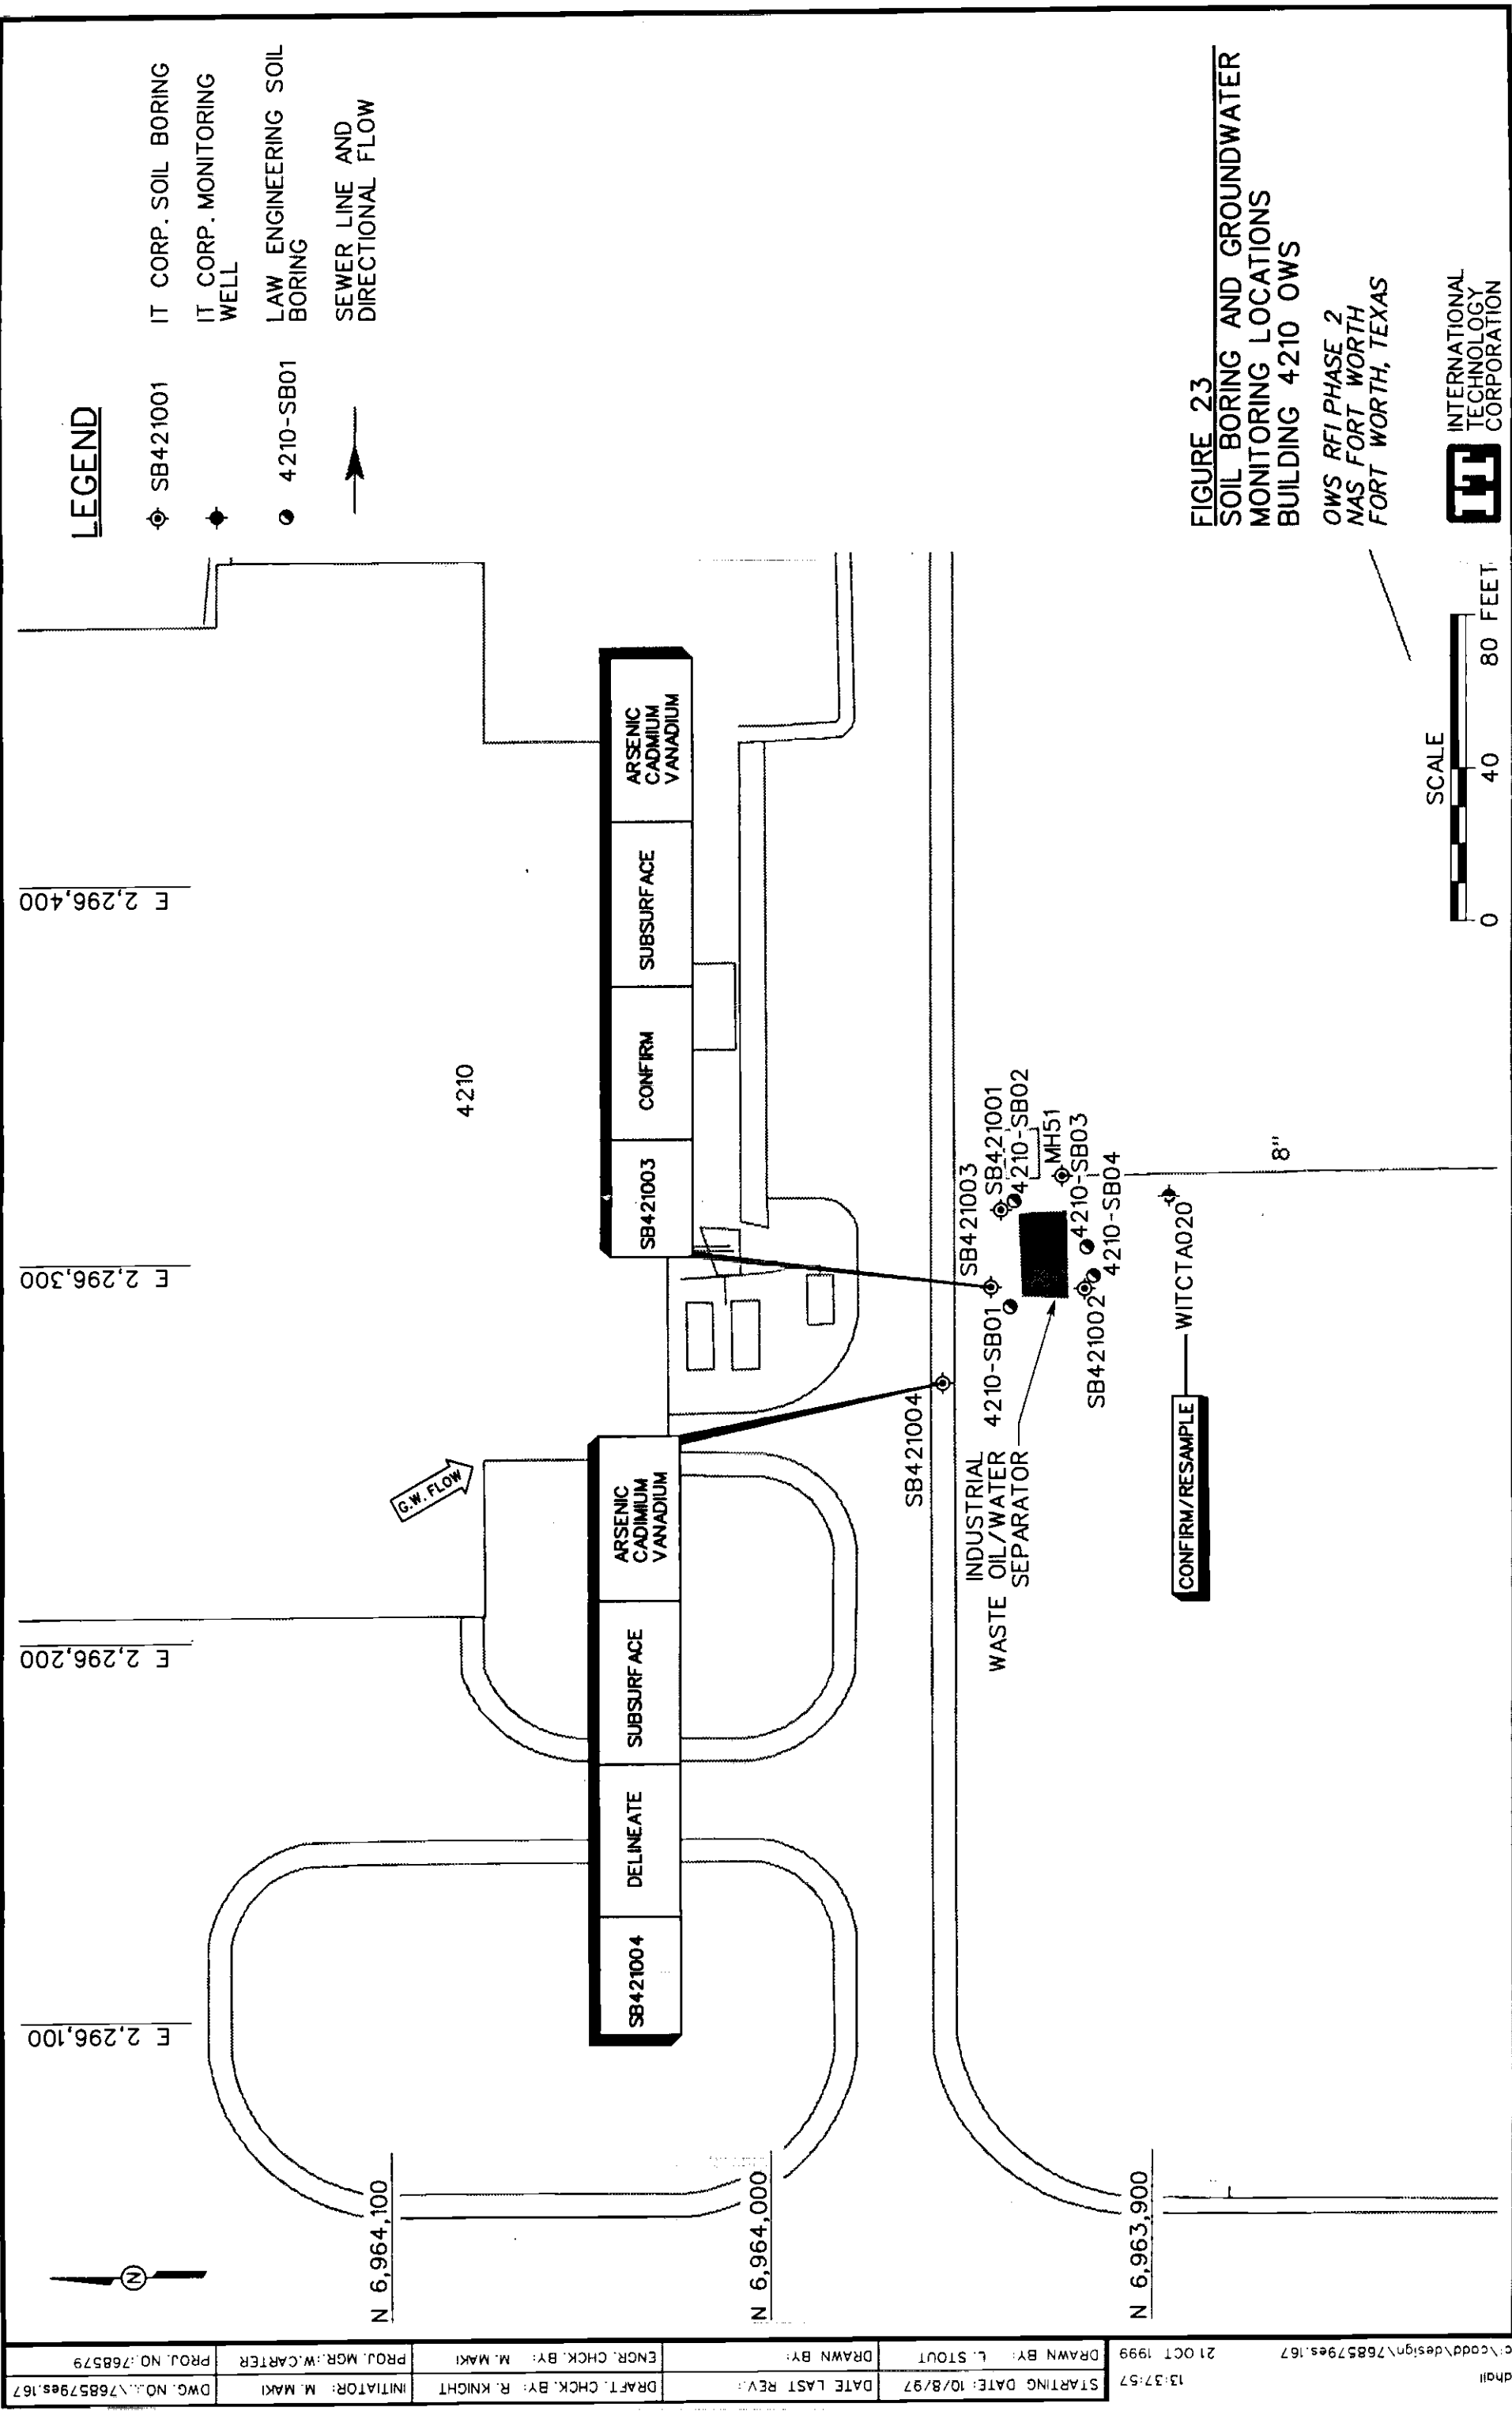 LEGEND
SB421001 IT CORP. SOIL BORING
IT CORP. MONITORING
WELL
4210-SB01 LAW ENGINEERING SOIL
BORING
SEWER LINE AND
DIRECTIONAL FLOW
E 2,296,100
E 2,296,200
E 2,296,300
E 2,296,400
N 6,964,100
N 6,964,000
N 6,963,900
N
G.W. FLOW
4210
SB421004
DELINEATE
SUBSURFACE
ARSENIC
CADIMIUM
VANADIUM
SB421003
CONFIRM
SUBSURFACE
ARSENIC
CADMIUM
VANADIUM
SB421004
SB421003
SB421001
4210-SB02
MH51
4210-SB03
4210-SB04
4210-SB01
SB421002
INDUSTRIAL
WASTE OIL/WATER
SEPARATOR
CONFIRM/RESAMPLE
WITCTA020
8"
SCALE
0 40 80 FEET
FIGURE 23
SOIL BORING AND GROUNDWATER
MONITORING LOCATIONS
BUILDING 4210 OWS
OWS RFI PHASE 2
NAS FORT WORTH
FORT WORTH, TEXAS
INTERNATIONAL
TECHNOLOGY
CORPORATION
DWG. NO.:..\768579es.167
PROJ. NO.:768579
INITIATOR: M. MAKI
PROJ. MGR.:W.CARTER
DRAFT. CHCK. BY: R. KNIGHT
ENGR. CHCK. BY: M. MAKI
DATE LAST REV.:
DRAWN BY:
STARTING DATE: 10/8/97
DRAWN BY: L. STOUT
13:37:57
21 OCT 1999
dhall
c:\cadd\design\768579es.167